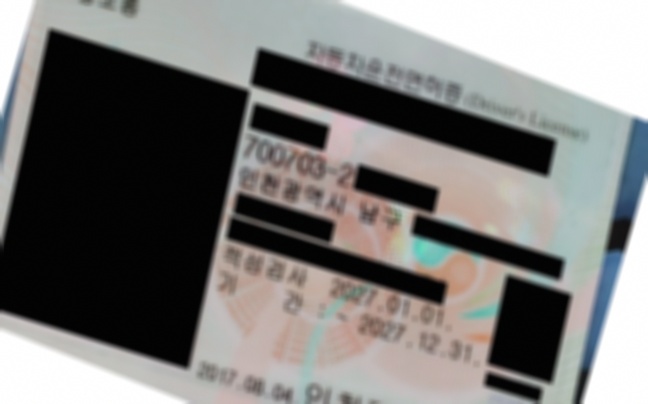 자동차운전면허증 (Driver's License)
700703-2
인천광역시 남구
적성검사 2027.01.01.
기 간 : ~ 2027.12.31.
2017.08.04.